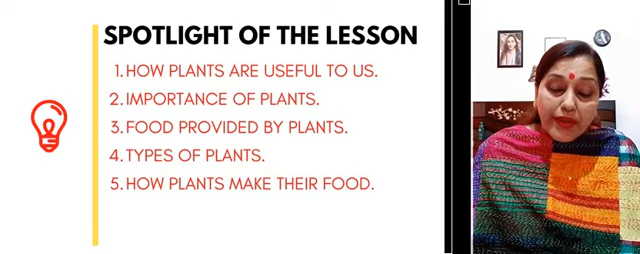 SPOTLIGHT OF THE LESSON
1. HOW PLANTS ARE USEFUL TO US.
2. IMPORTANCE OF PLANTS.
3. FOOD PROVIDED BY PLANTS.
4. TYPES OF PLANTS.
5. HOW PLANTS MAKE THEIR FOOD.